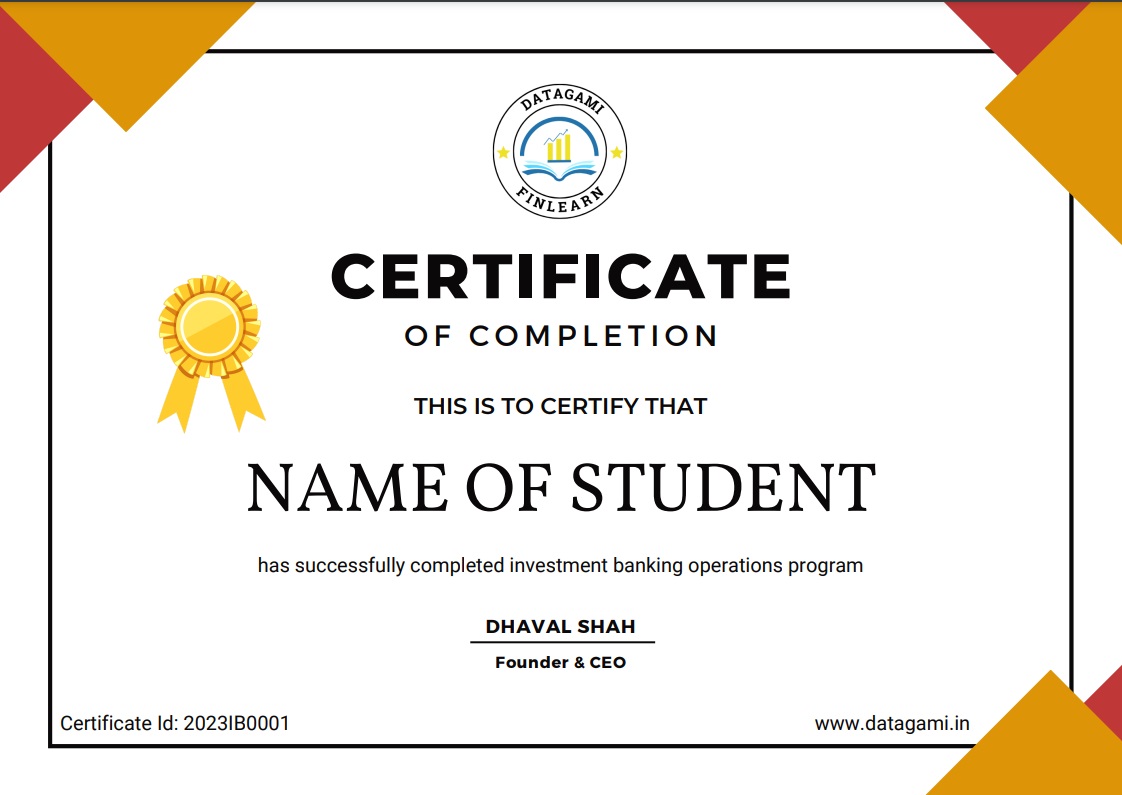 DATAGAMI
FINLEARN
CERTIFICATE
OF COMPLETION
THIS IS TO CERTIFY THAT
NAME OF STUDENT
has successfully completed investment banking operations program
DHAVAL SHAH
Founder & CEO
Certificate Id: 2023IB0001
www.datagami.in